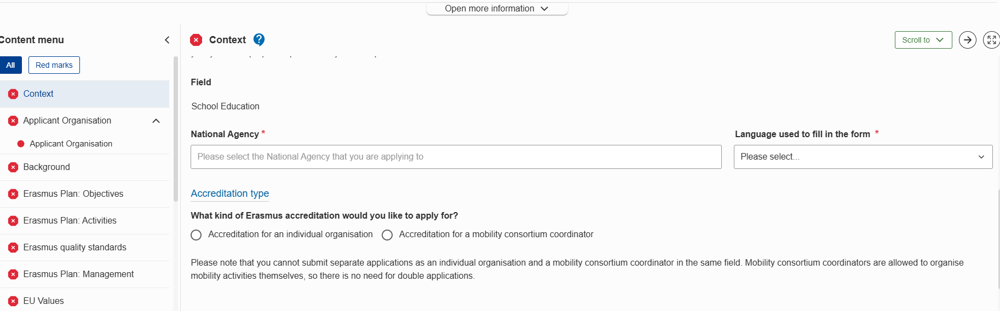 Open more information
Content menu
All
Red marks
Context
Applicant Organisation
Applicant Organisation
Background
Erasmus Plan: Objectives
Erasmus Plan: Activities
Erasmus quality standards
Erasmus Plan: Management
EU Values
Context
Scroll to
Field
School Education
National Agency *
Please select the National Agency that you are applying to
Language used to fill in the form *
Please select...
Accreditation type
What kind of Erasmus accreditation would you like to apply for?
Accreditation for an individual organisation Accreditation for a mobility consortium coordinator
Please note that you cannot submit separate applications as an individual organisation and a mobility consortium coordinator in the same field. Mobility consortium coordinators are allowed to organise
mobility activities themselves, so there is no need for double applications.